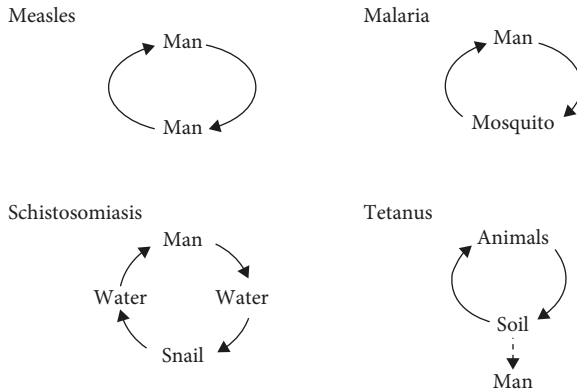 Measles
Man
Man
Malaria
Man
Mosquito
Schistosomiasis
Man
Water Water
Snail
Tetanus
Animals
Soil
Man